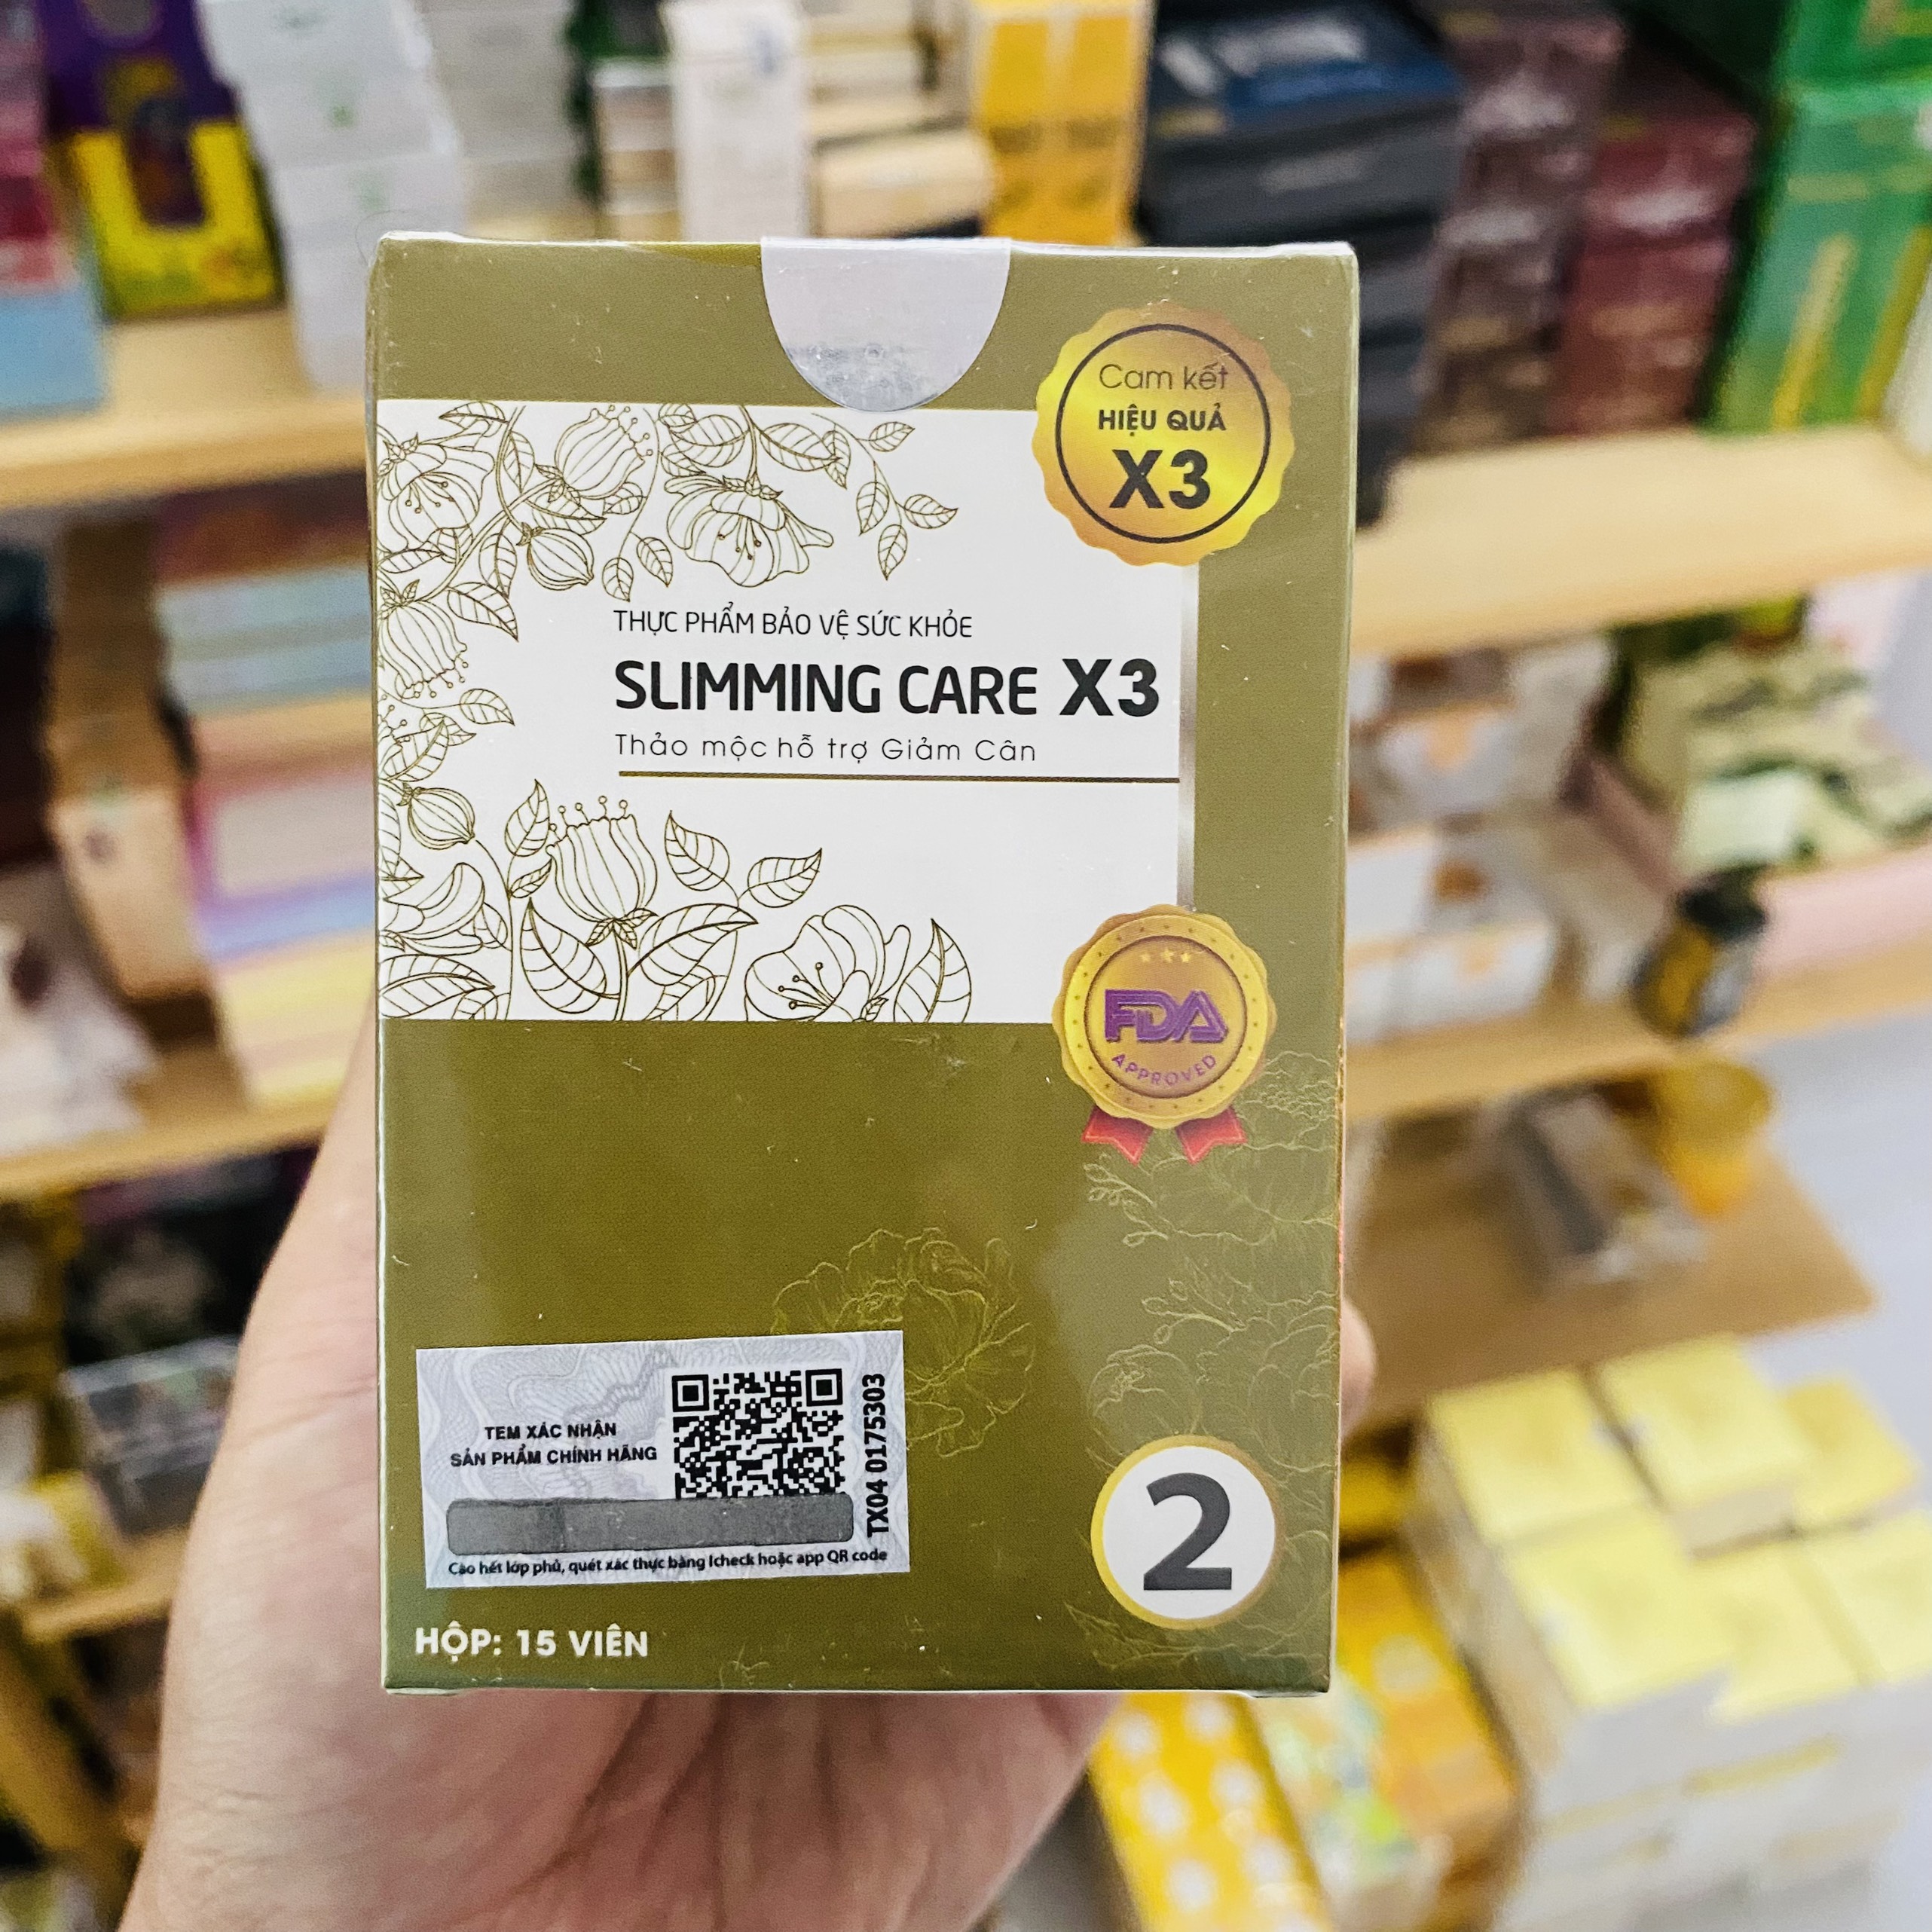 Cam kết
HIỆU QUẢ
X3
THỰC PHẨM BẢO VỆ SỨC KHỎE
SLIMMING CARE X3
Thảo mộc hỗ trợ Giảm Cân
FDA
APPROVED
TEM XÁC NHẬN
SẢN PHẨM CHÍNH HÃNG
TX04 0175303
Cào hết lớp phủ, quét xác thực bằng Icheck hoặc app QR code
2
HỘP: 15 VIÊN